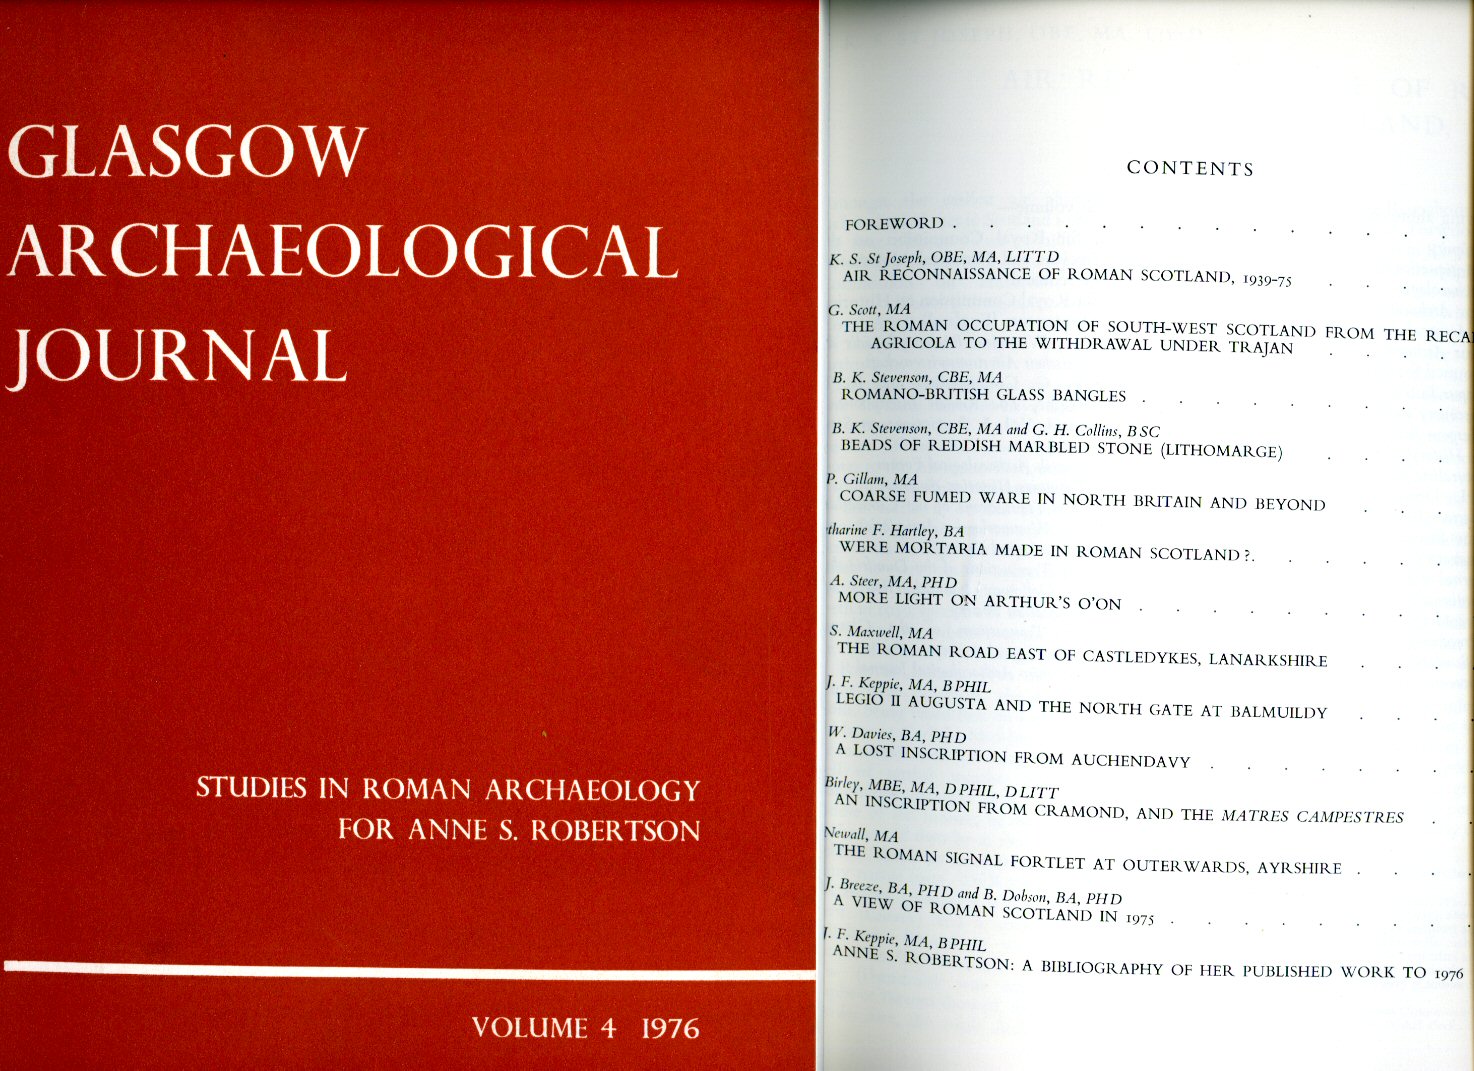 GLASGOW
ARCHAEOLOGICAL
JOURNAL
STUDIES IN ROMAN ARCHAEOLOGY
FOR ANNE S. ROBERTSON
VOLUME 4 1976
CONTENTS
FOREWORD . . . . . . . . . . . . . .
K. S. St Joseph, OBE, MA, LITTD
AIR RECONNAISSANCE OF ROMAN SCOTLAND, 1939-75 . . . .
G. Scott, MA
THE ROMAN OCCUPATION OF SOUTH-WEST SCOTLAND FROM THE RECA
AGRICOLA TO THE WITHDRAWAL UNDER TRAJAN . . . .
B. K. Stevenson, CBE, MA
ROMANO-BRITISH GLASS BANGLES . . . . . . . . .
B. K. Stevenson, CBE, MA and G. H. Collins, BSC
BEADS OF REDDISH MARBLED STONE (LITHOMARGE) . . . .
P. Gillam, MA
COARSE FUMED WARE IN NORTH BRITAIN AND BEYOND . . .
tharine F. Hartley, BA
WERE MORTARIA MADE IN ROMAN SCOTLAND?. . . . . .
A. Steer, MA, PHD
MORE LIGHT ON ARTHUR'S O'ON . . . . . . . . .
S. Maxwell, MA
THE ROMAN ROAD EAST OF CASTLEDYKES, LANARKSHIRE . . . .
J. F. Keppie, MA, BPHIL
LEGIO II AUGUSTA AND THE NORTH GATE AT BALMUILDY . . . .
W. Davies, BA, PHD
A LOST INSCRIPTION FROM AUCHENDAVY . . . . . . . .
Birley, MBE, MA, DPHIL, DLITT
AN INSCRIPTION FROM CRAMOND, AND THE MATRES CAMPESTRES . .
Newall, MA
THE ROMAN SIGNAL FORTLET AT OUTERWARDS, AYRSHIRE . . . .
J. Breeze, BA, PHD and B. Dobson, BA, PHD
A VIEW OF ROMAN SCOTLAND IN 1975 . . . . . . . . .
J. F. Keppie, MA, BPHIL
ANNE S. ROBERTSON: A BIBLIOGRAPHY OF HER PUBLISHED WORK TO 1976